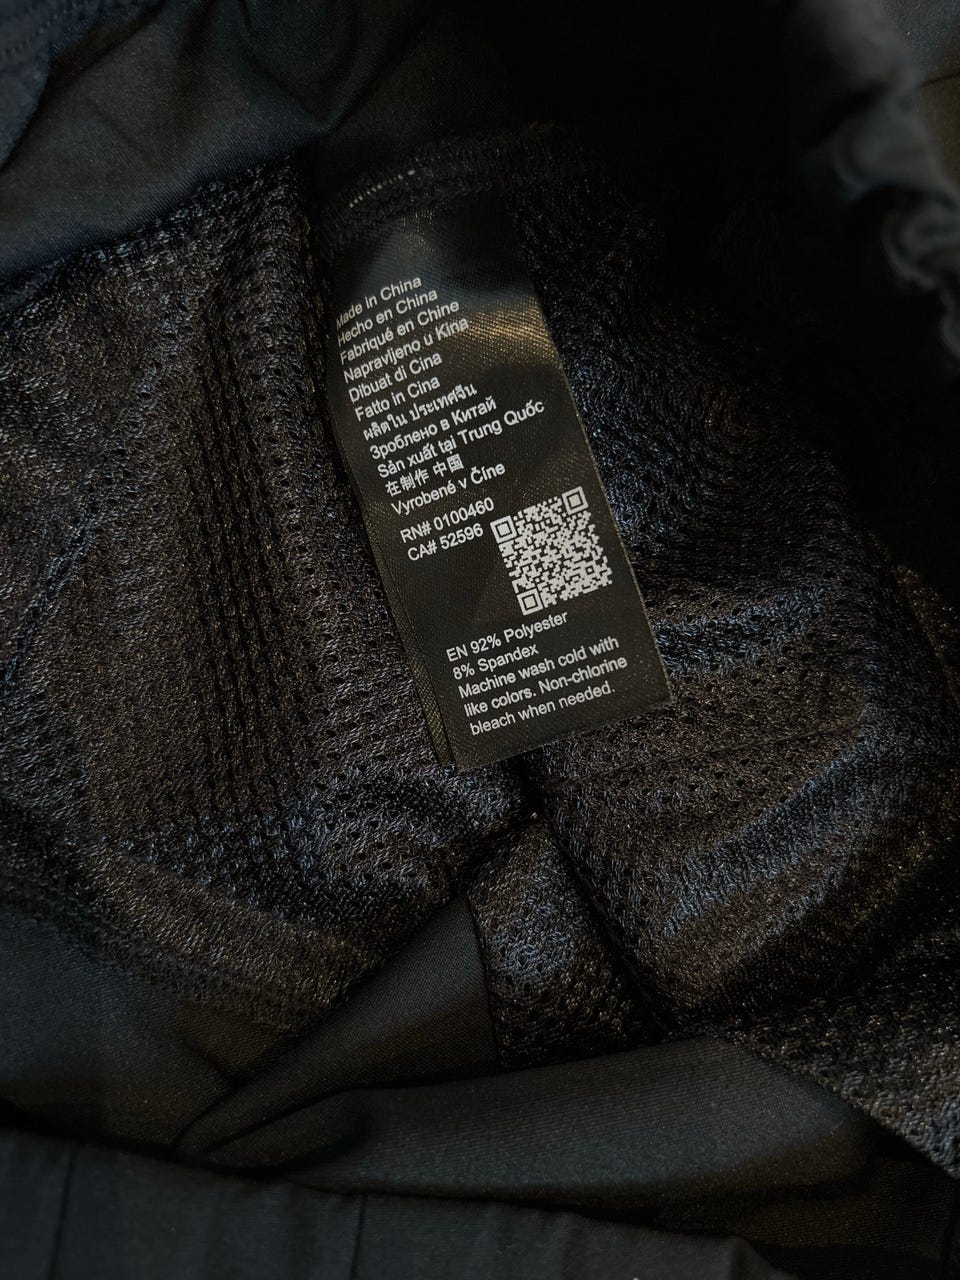 Made in China
Hecho en China
Fabriqué en Chine
Napravljeno u Kina
Dibuat di Cina
Fatto in Cina
ผลิตใน ประเทศจีน
Зроблено в Китай
Sản xuất tại Trung Quốc
在制作 中国
Vyrobené v Číne
RN# 0100460
CA# 52596
EN 92% Polyester
8% Spandex
Machine wash cold with
like colors. Non-chlorine
bleach when needed.